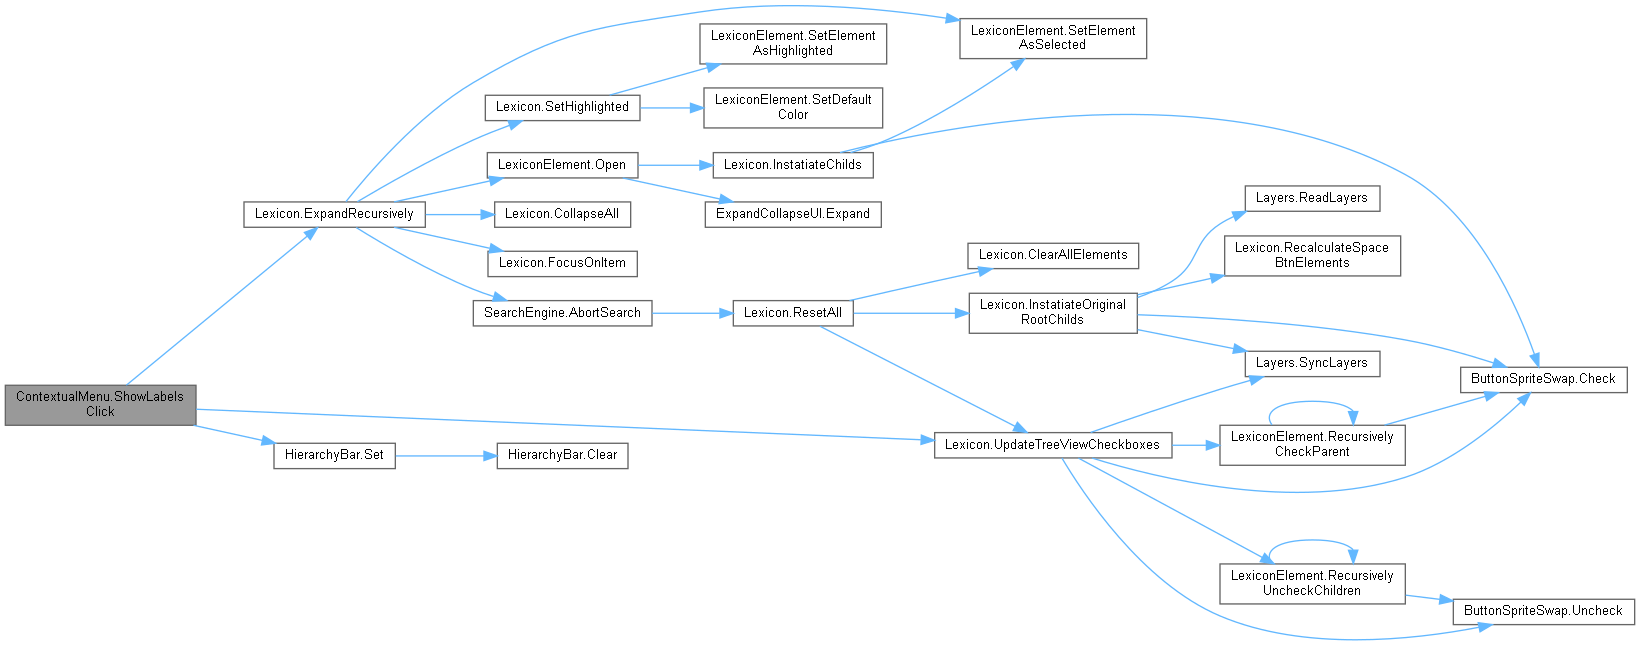 LexiconElement.SetElement
AsHighlighted
LexiconElement.SetElement
AsSelected
Lexicon.SetHighlighted
LexiconElement.SetDefault
Color
LexiconElement.Open
Lexicon.InstatiateChilds
Lexicon.ExpandRecursively
Lexicon.CollapseAll
ExpandCollapseUI.Expand
Layers.ReadLayers
Lexicon.FocusOnItem
Lexicon.ClearAllElements
Lexicon.RecalculateSpace
BtnElements
SearchEngine.AbortSearch
Lexicon.ResetAll
Lexicon.InstatiateOriginal
RootChilds
Layers.SyncLayers
ButtonSpriteSwap.Check
ContextualMenu.ShowLabels
Click
HierarchyBar.Set
HierarchyBar.Clear
Lexicon.UpdateTreeViewCheckboxes
LexiconElement.Recursively
CheckParent
LexiconElement.Recursively
UncheckChildren
ButtonSpriteSwap.Uncheck